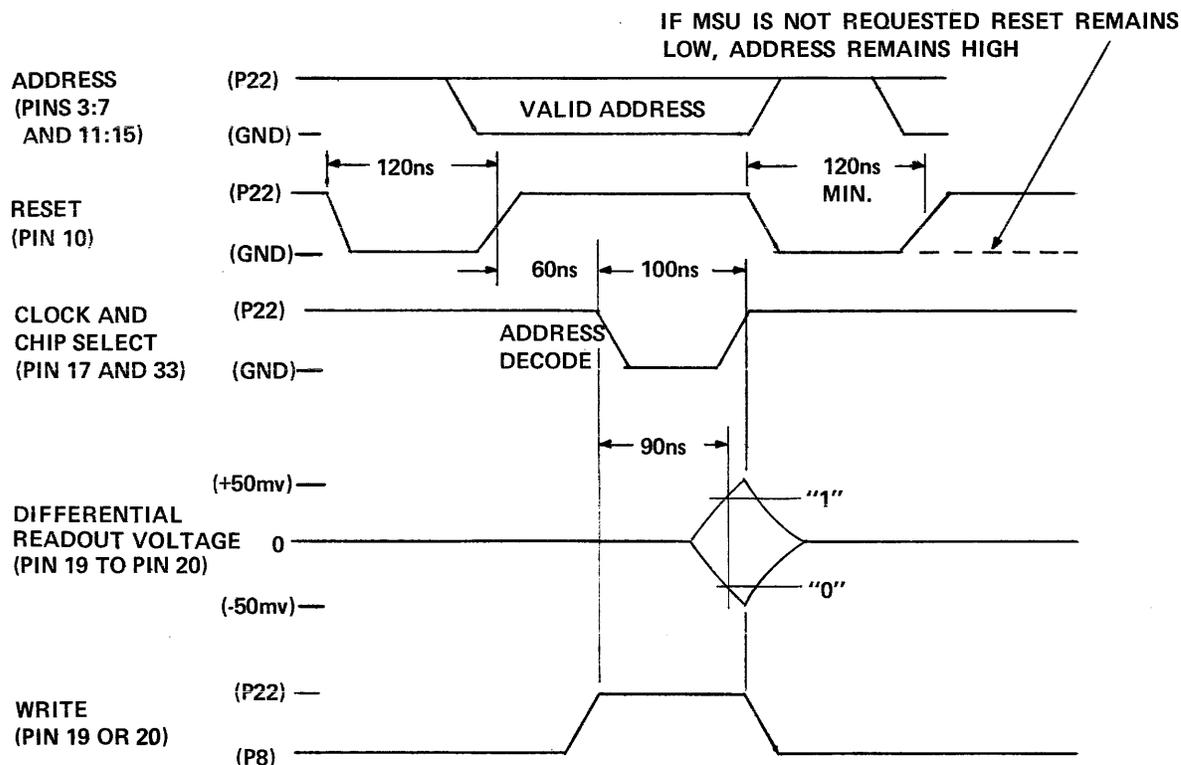 IF MSU IS NOT REQUESTED RESET REMAINS
LOW, ADDRESS REMAINS HIGH
ADDRESS
(PINS 3:7
AND 11:15)
(P22)
VALID ADDRESS
(GND)
120ns
120ns
MIN.
RESET
(PIN 10)
(P22)
(GND)
60ns
100ns
CLOCK AND
CHIP SELECT
(PIN 17 AND 33)
(P22)
ADDRESS
DECODE
(GND)
90ns
(+50mv)
"1"
DIFFERENTIAL
READOUT VOLTAGE
(PIN 19 TO PIN 20)
0
"0"
(-50mv)
WRITE
(PIN 19 OR 20)
(P22)
(P8)